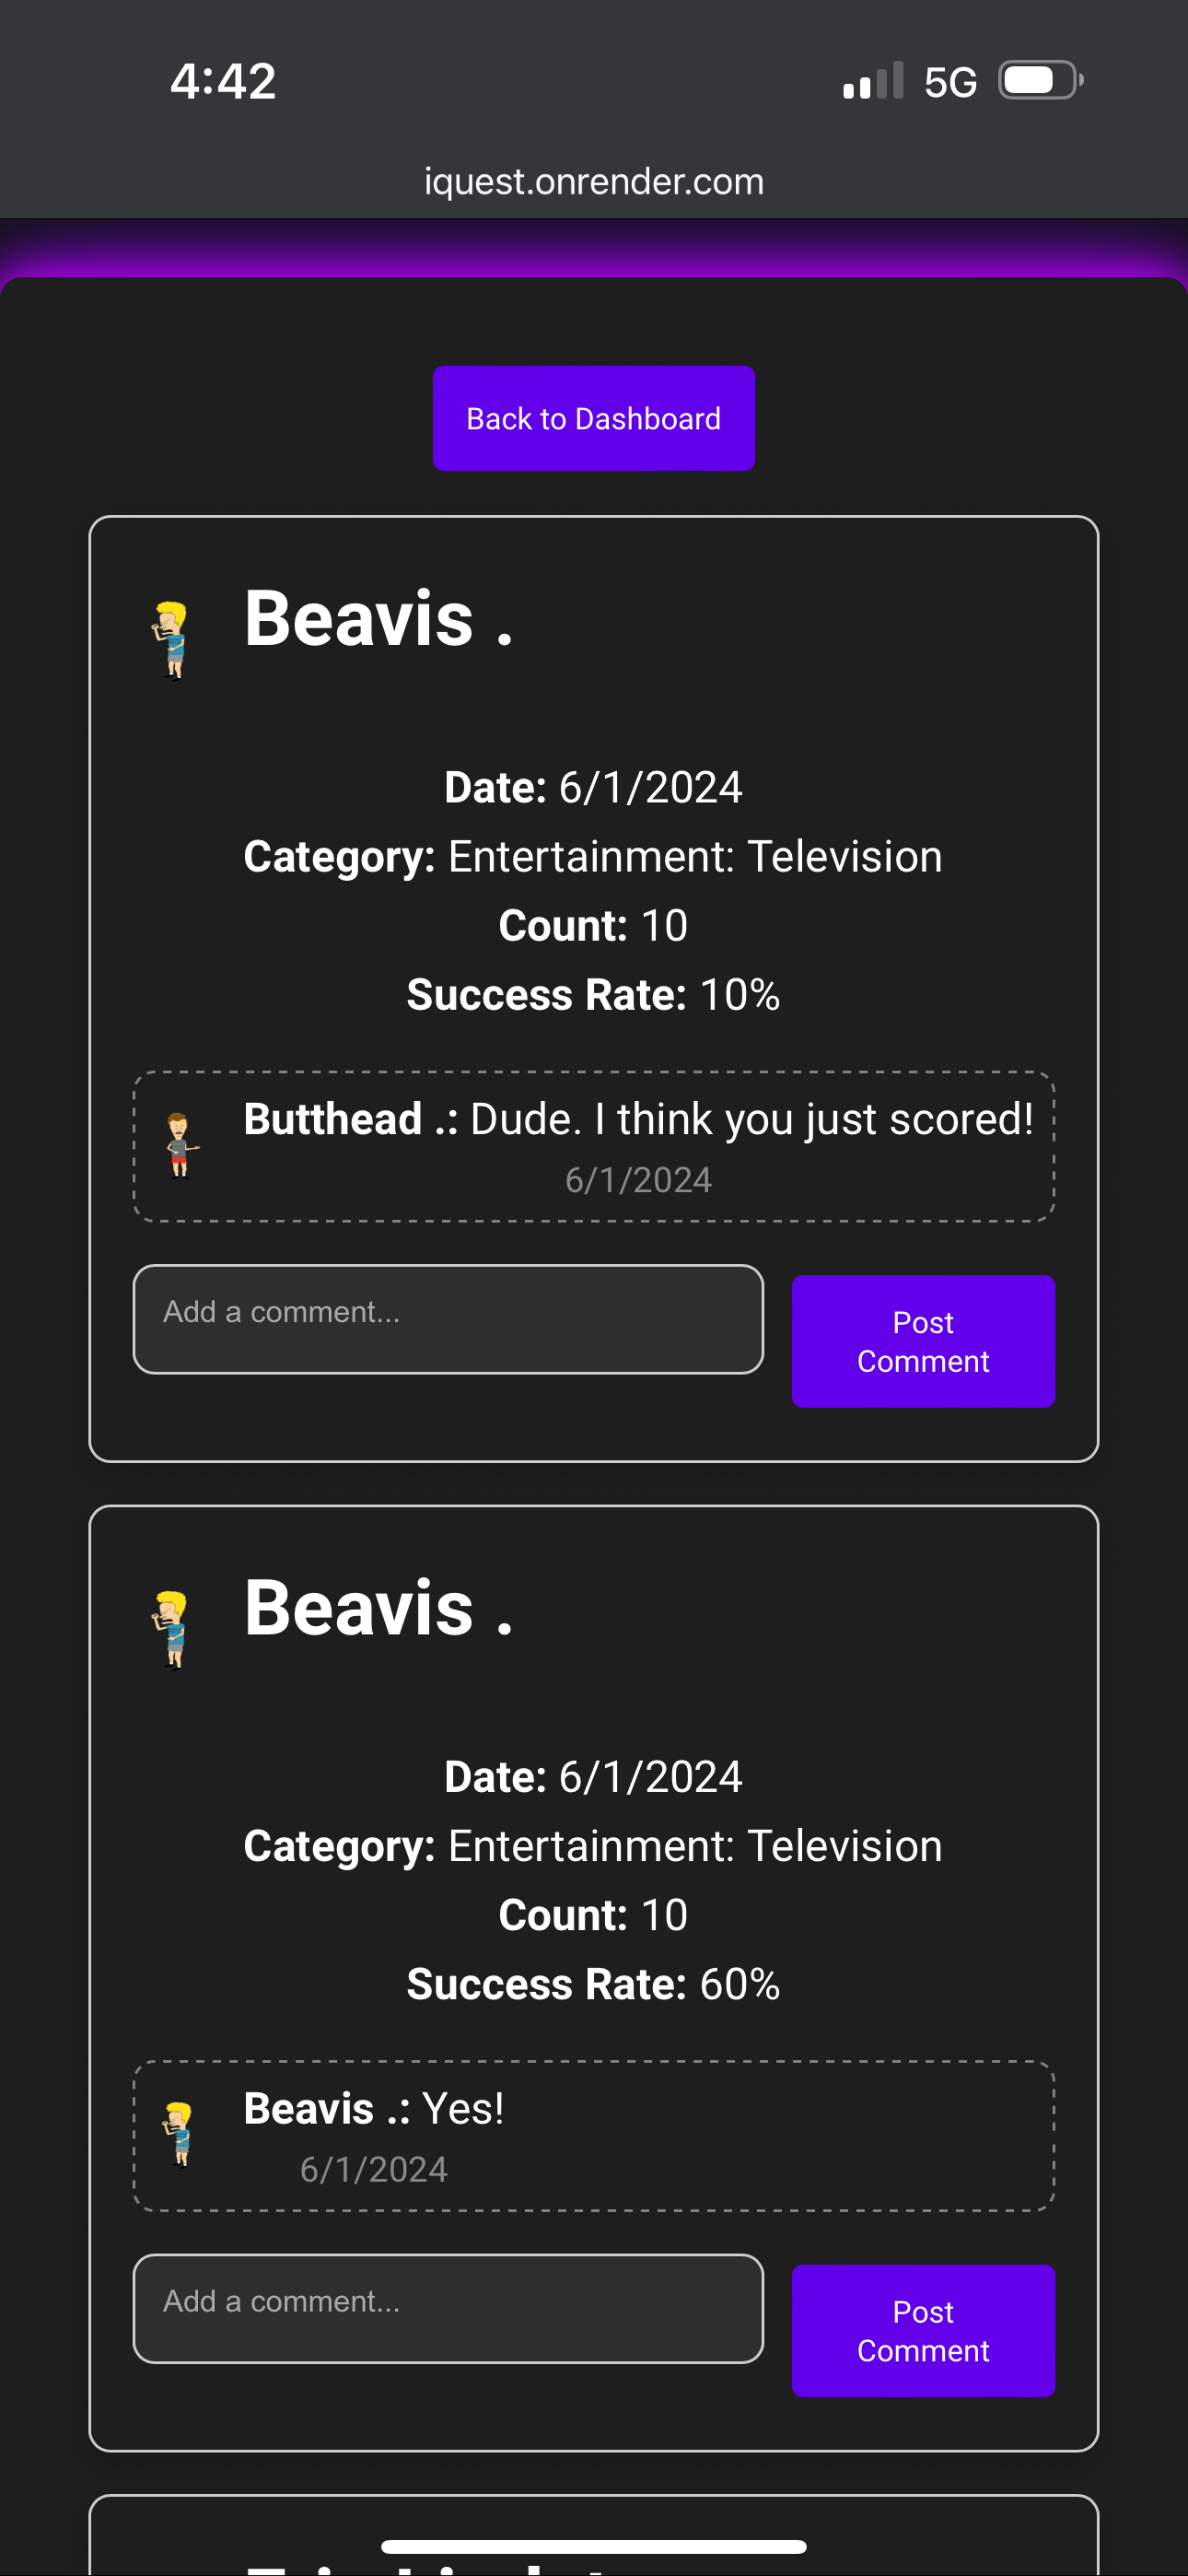 4:42
5G
iquest.onrender.com
Back to Dashboard
Beavis .
Date: 6/1/2024
Category: Entertainment: Television
Count: 10
Success Rate: 10%
Butthead .: Dude. I think you just scored!
6/1/2024
Add a comment...
Post
Comment
Beavis .
Date: 6/1/2024
Category: Entertainment: Television
Count: 10
Success Rate: 60%
Beavis .: Yes!
6/1/2024
Add a comment...
Post
Comment